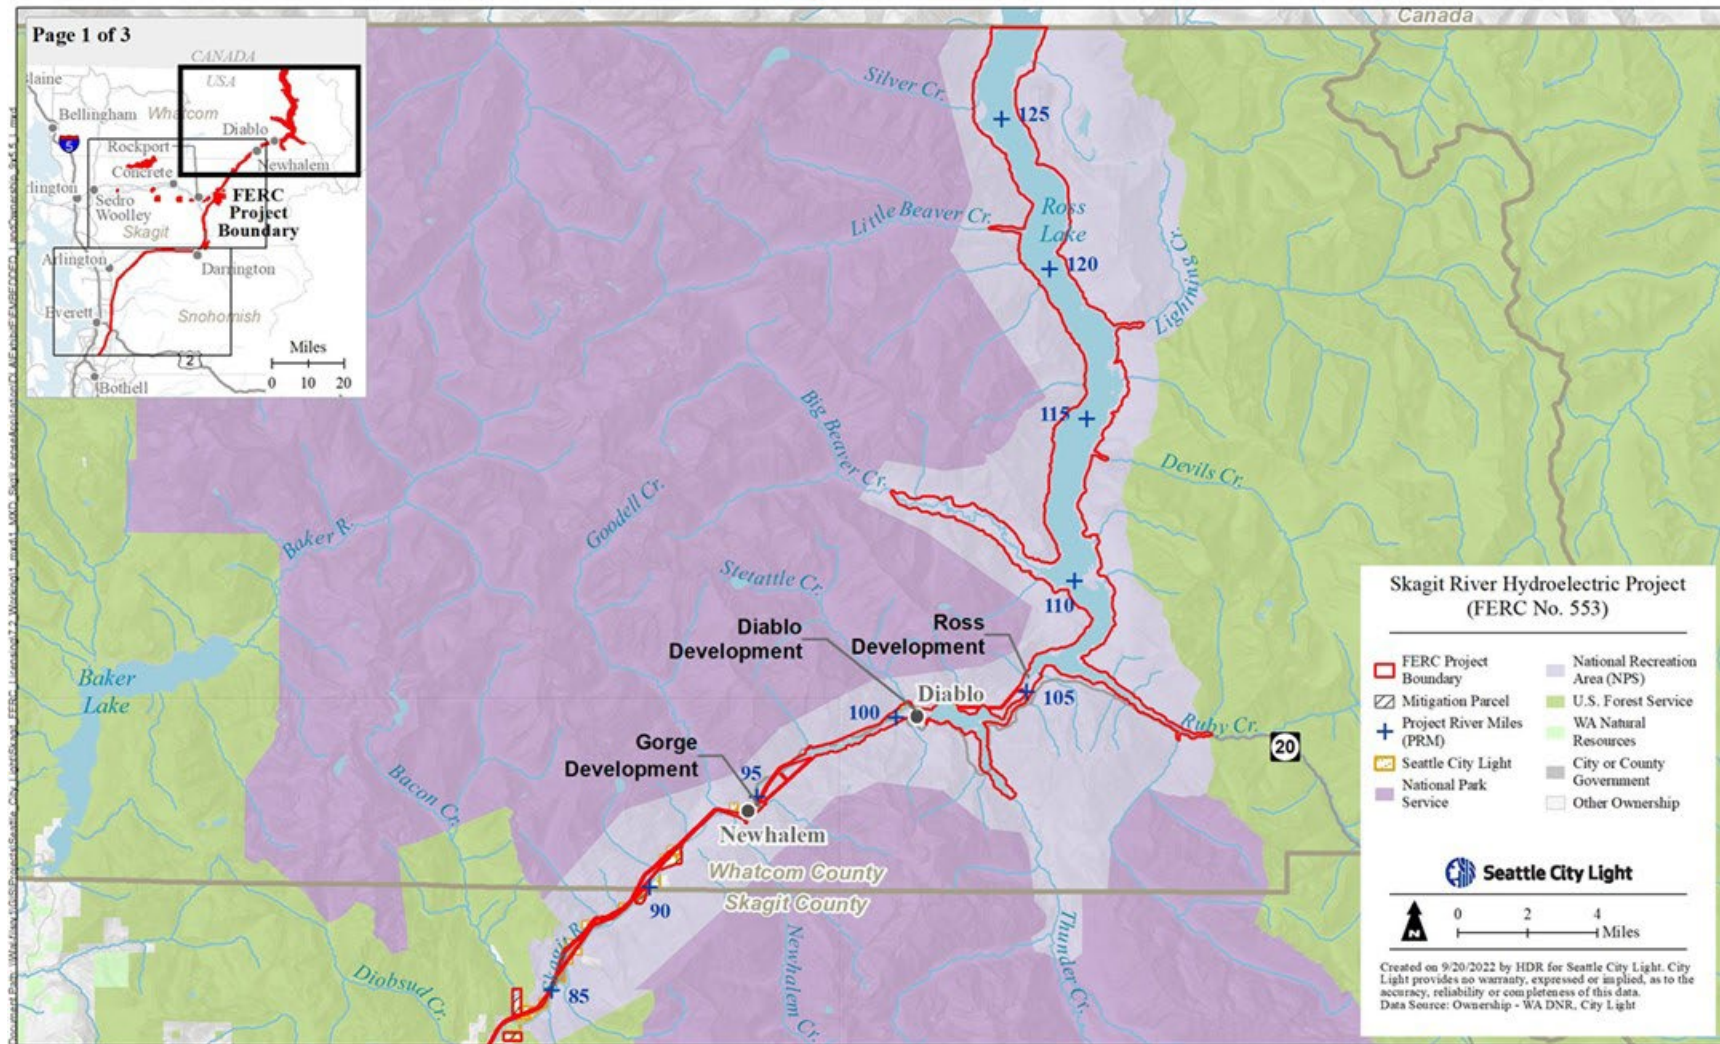 Canada
Page 1 of 3
CANADA
USA
Blaine
Bellingham
Whatcom
Diablo
5
Rockport
Newhalem
Concrete
FERC
Project
Boundary
Sedro
Woolley
Skagit
Arlington
Darrington
Everett
Snohomish
Miles
2
0 10 20
Bothell
Silver Cr.
125
Little Beaver Cr.
Ross
Lake
120
Lightning Cr.
115
Big Beaver Cr.
Devils Cr.
Goodell Cr.
Baker R.
Stetattle Cr.
110
Diablo
Development
Ross
Development
Baker
Lake
Diablo
105
100
Ruby Cr.
20
Gorge
Development
95
Bacon Cr.
Newhalem
Whatcom County
Skagit County
90
Skagit R.
Newhalem Cr.
Thunder Cr.
Diobsud Cr.
85
Skagit River Hydroelectric Project
(FERC No. 553)
FERC Project
Boundary
Mitigation Parcel
Project River Miles
(PRM)
Seattle City Light
National Park
Service
National Recreation
Area (NPS)
U.S. Forest Service
WA Natural
Resources
City or County
Government
Other Ownership
Seattle City Light
N
0 2 4
Miles
Created on 9/20/2022 by HDR for Seattle City Light. City
Light provides no warranty, expressed or implied, as to the
accuracy, reliability or completeness of this data.
Data Source: Ownership - WA DNR, City Light